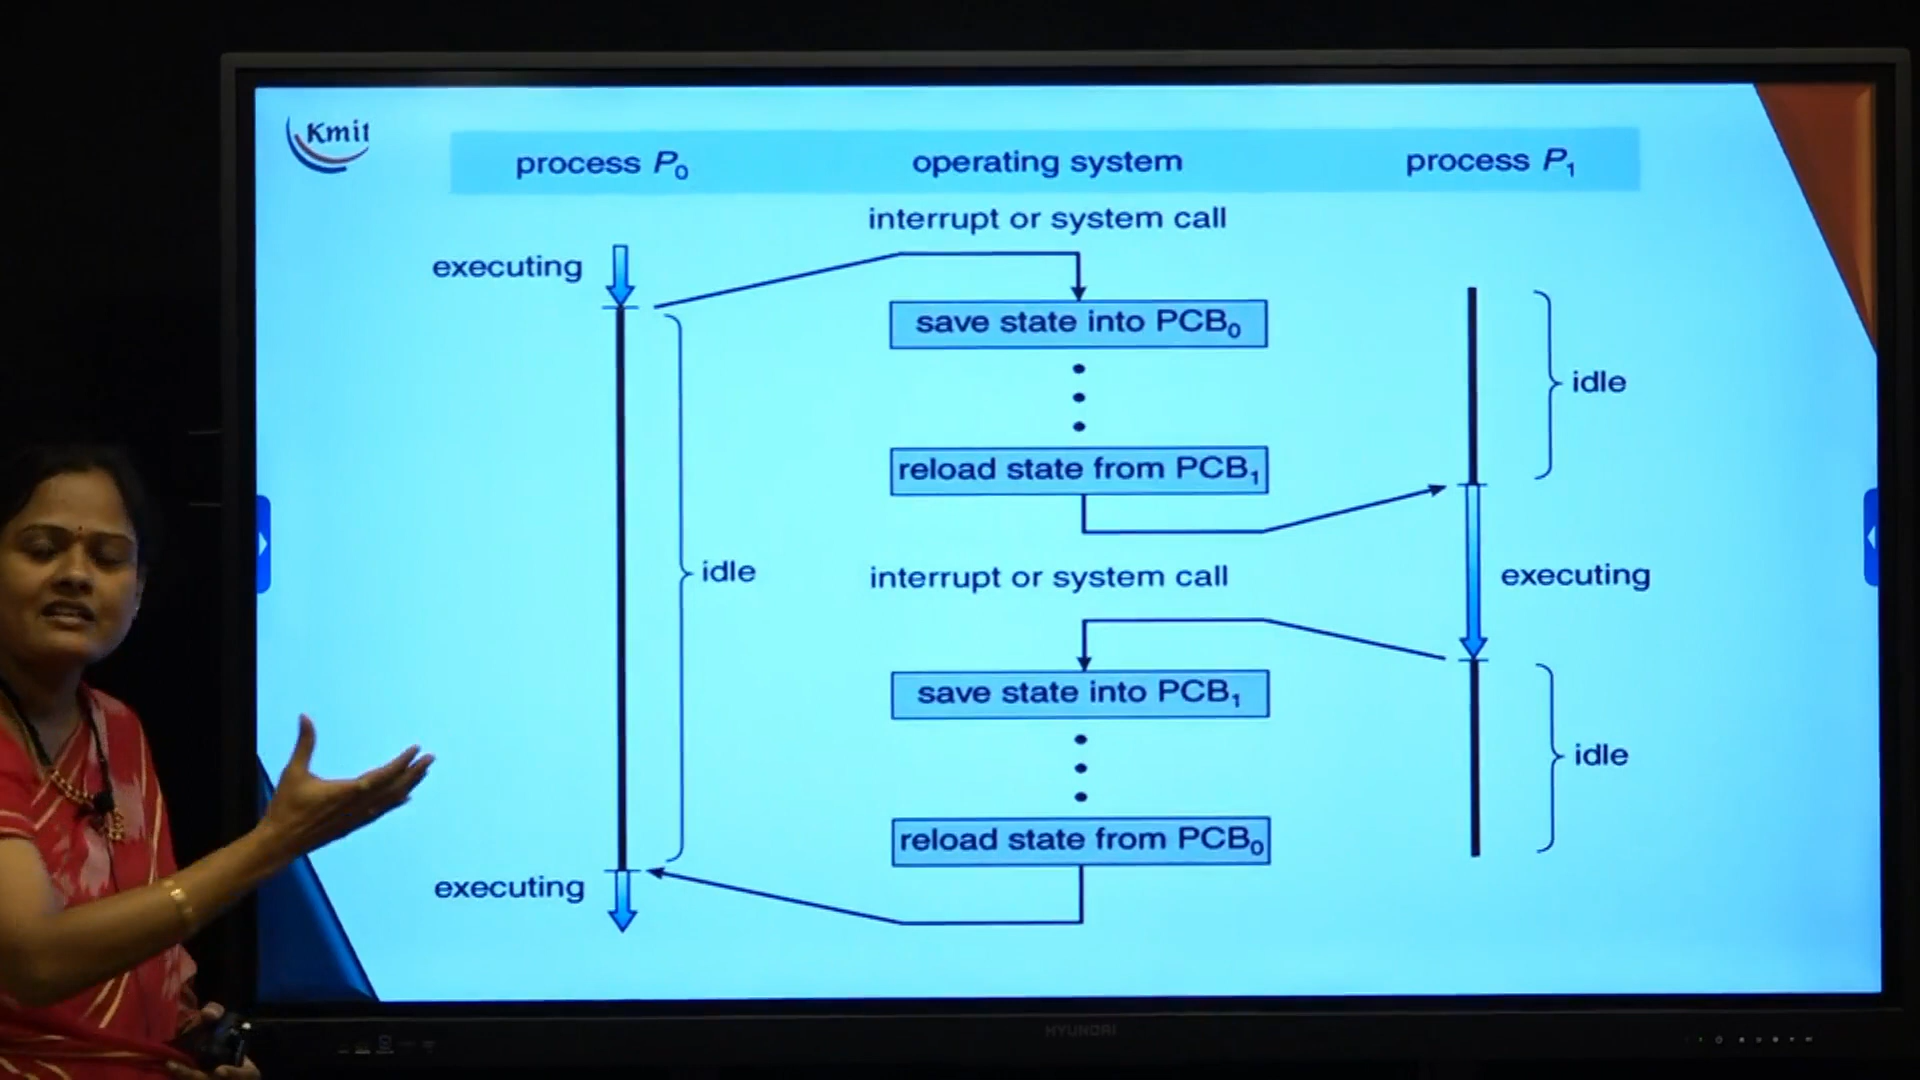 Kmit
process P₀ operating system process P₁
interrupt or system call
executing
save state into PCB₀
idle
reload state from PCB₁
idle
interrupt or system call
executing
save state into PCB₁
idle
reload state from PCB₀
executing
HYUNDAI